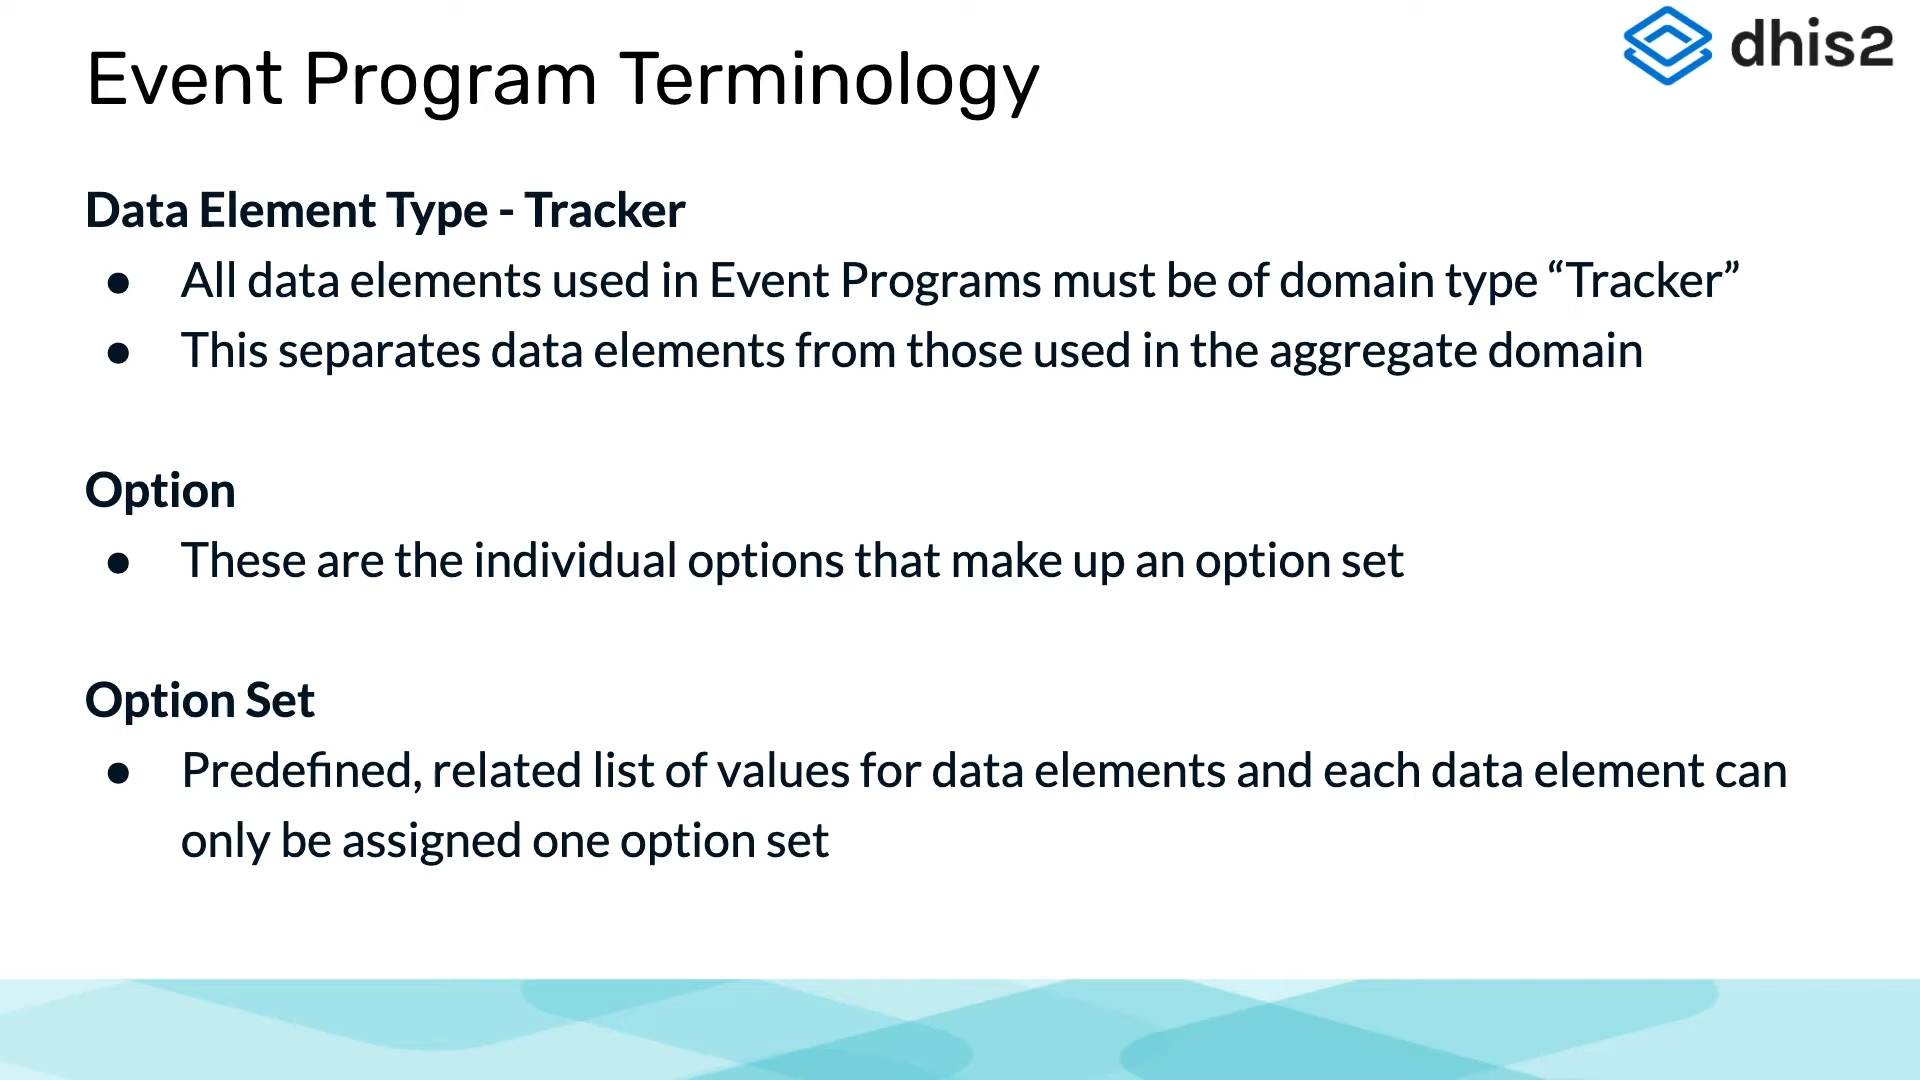 Event Program Terminology
dhis2
Data Element Type - Tracker
● All data elements used in Event Programs must be of domain type “Tracker”
● This separates data elements from those used in the aggregate domain
Option
● These are the individual options that make up an option set
Option Set
● Predefined, related list of values for data elements and each data element can
only be assigned one option set